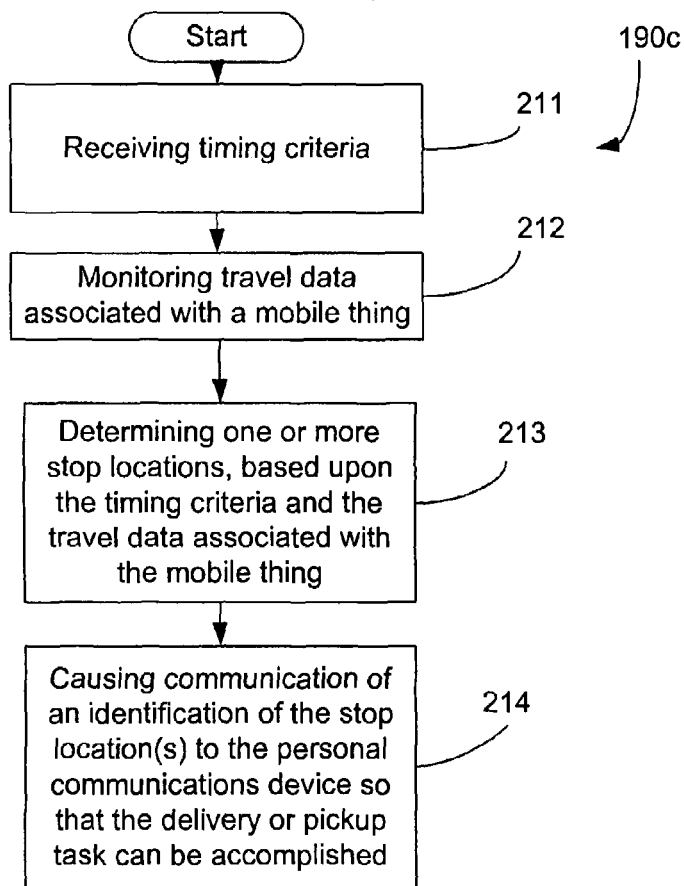 Start
190c
211
Receiving timing criteria
212
Monitoring travel data
associated with a mobile thing
Determining one or more
stop locations, based upon
the timing criteria and the
travel data associated with
the mobile thing
213
Causing communication of
an identification of the stop
location(s) to the personal
communications device so
that the delivery or pickup
task can be accomplished
214